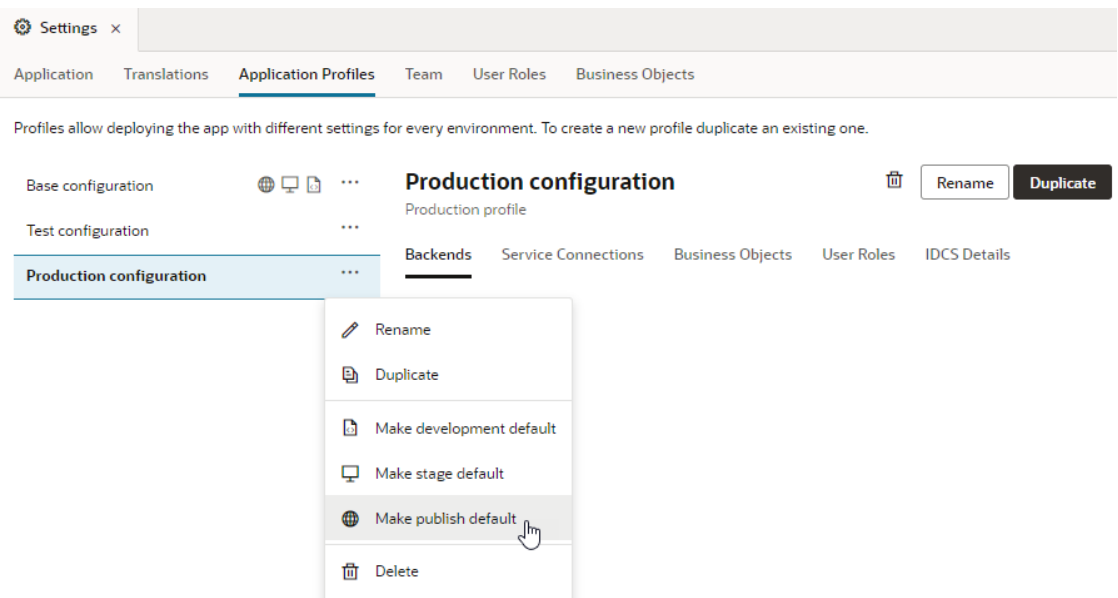 Settings ×
Application Translations Application Profiles Team User Roles Business Objects
Profiles allow deploying the app with different settings for every environment. To create a new profile duplicate an existing one.
Base configuration ...
Test configuration ...
Production configuration ...
Production configuration Rename Duplicate
Production profile
Backends Service Connections Business Objects User Roles IDCS Details
Rename
Duplicate
Make development default
Make stage default
Make publish default
Delete